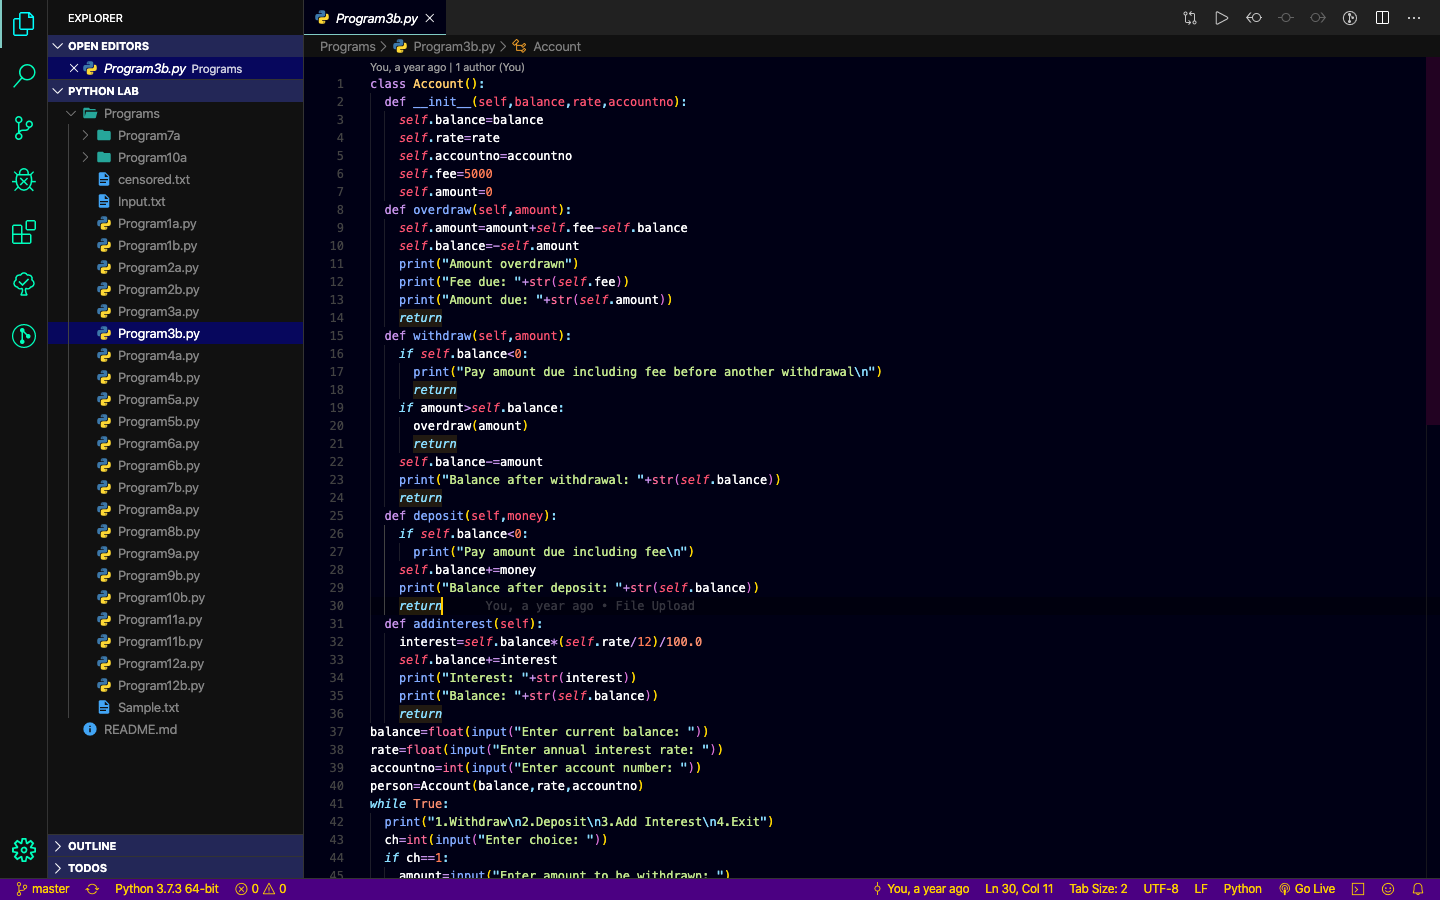 EXPLORER
OPEN EDITORS
Program3b.py Programs
PYTHON LAB
Programs
Program7a
Program10a
censored.txt
Input.txt
Program1a.py
Program1b.py
Program2a.py
Program2b.py
Program3a.py
Program3b.py
Program4a.py
Program4b.py
Program5a.py
Program5b.py
Program6a.py
Program6b.py
Program7b.py
Program8a.py
Program8b.py
Program9a.py
Program9b.py
Program10b.py
Program11a.py
Program11b.py
Program12a.py
Program12b.py
Sample.txt
README.md
OUTLINE
TODOS
Program3b.py
Programs > Program3b.py > Account
You, a year ago | 1 author (You)
1 class Account():
2 def __init__(self,balance,rate,accountno):
3 self.balance=balance
4 self.rate=rate
5 self.accountno=accountno
6 self.fee=5000
7 self.amount=0
8 def overdraw(self,amount):
9 self.amount=amount+self.fee-self.balance
10 self.balance=-self.amount
11 print("Amount overdrawn")
12 print("Fee due: "+str(self.fee))
13 print("Amount due: "+str(self.amount))
14 return
15 def withdraw(self,amount):
16 if self.balance<0:
17 print("Pay amount due including fee before another withdrawal\n")
18 return
19 if amount>self.balance:
20 overdraw(amount)
21 return
22 self.balance-=amount
23 print("Balance after withdrawal: "+str(self.balance))
24 return
25 def deposit(self,money):
26 if self.balance<0:
27 print("Pay amount due including fee\n")
28 self.balance+=money
29 print("Balance after deposit: "+str(self.balance))
30 return You, a year ago • File Upload
31 def addinterest(self):
32 interest=self.balance*(self.rate/12)/100.0
33 self.balance+=interest
34 print("Interest: "+str(interest))
35 print("Balance: "+str(self.balance))
36 return
37 balance=float(input("Enter current balance: "))
38 rate=float(input("Enter annual interest rate: "))
39 accountno=int(input("Enter account number: "))
40 person=Account(balance,rate,accountno)
41 while True:
42 print("1.Withdraw\n2.Deposit\n3.Add Interest\n4.Exit")
43 ch=int(input("Enter choice: "))
44 if ch==1:
45 amount=input("Enter amount to be withdrawn: ")
master Python 3.7.3 64-bit 0 0 You, a year ago Ln 30, Col 11 Tab Size: 2 UTF-8 LF Python Go Live